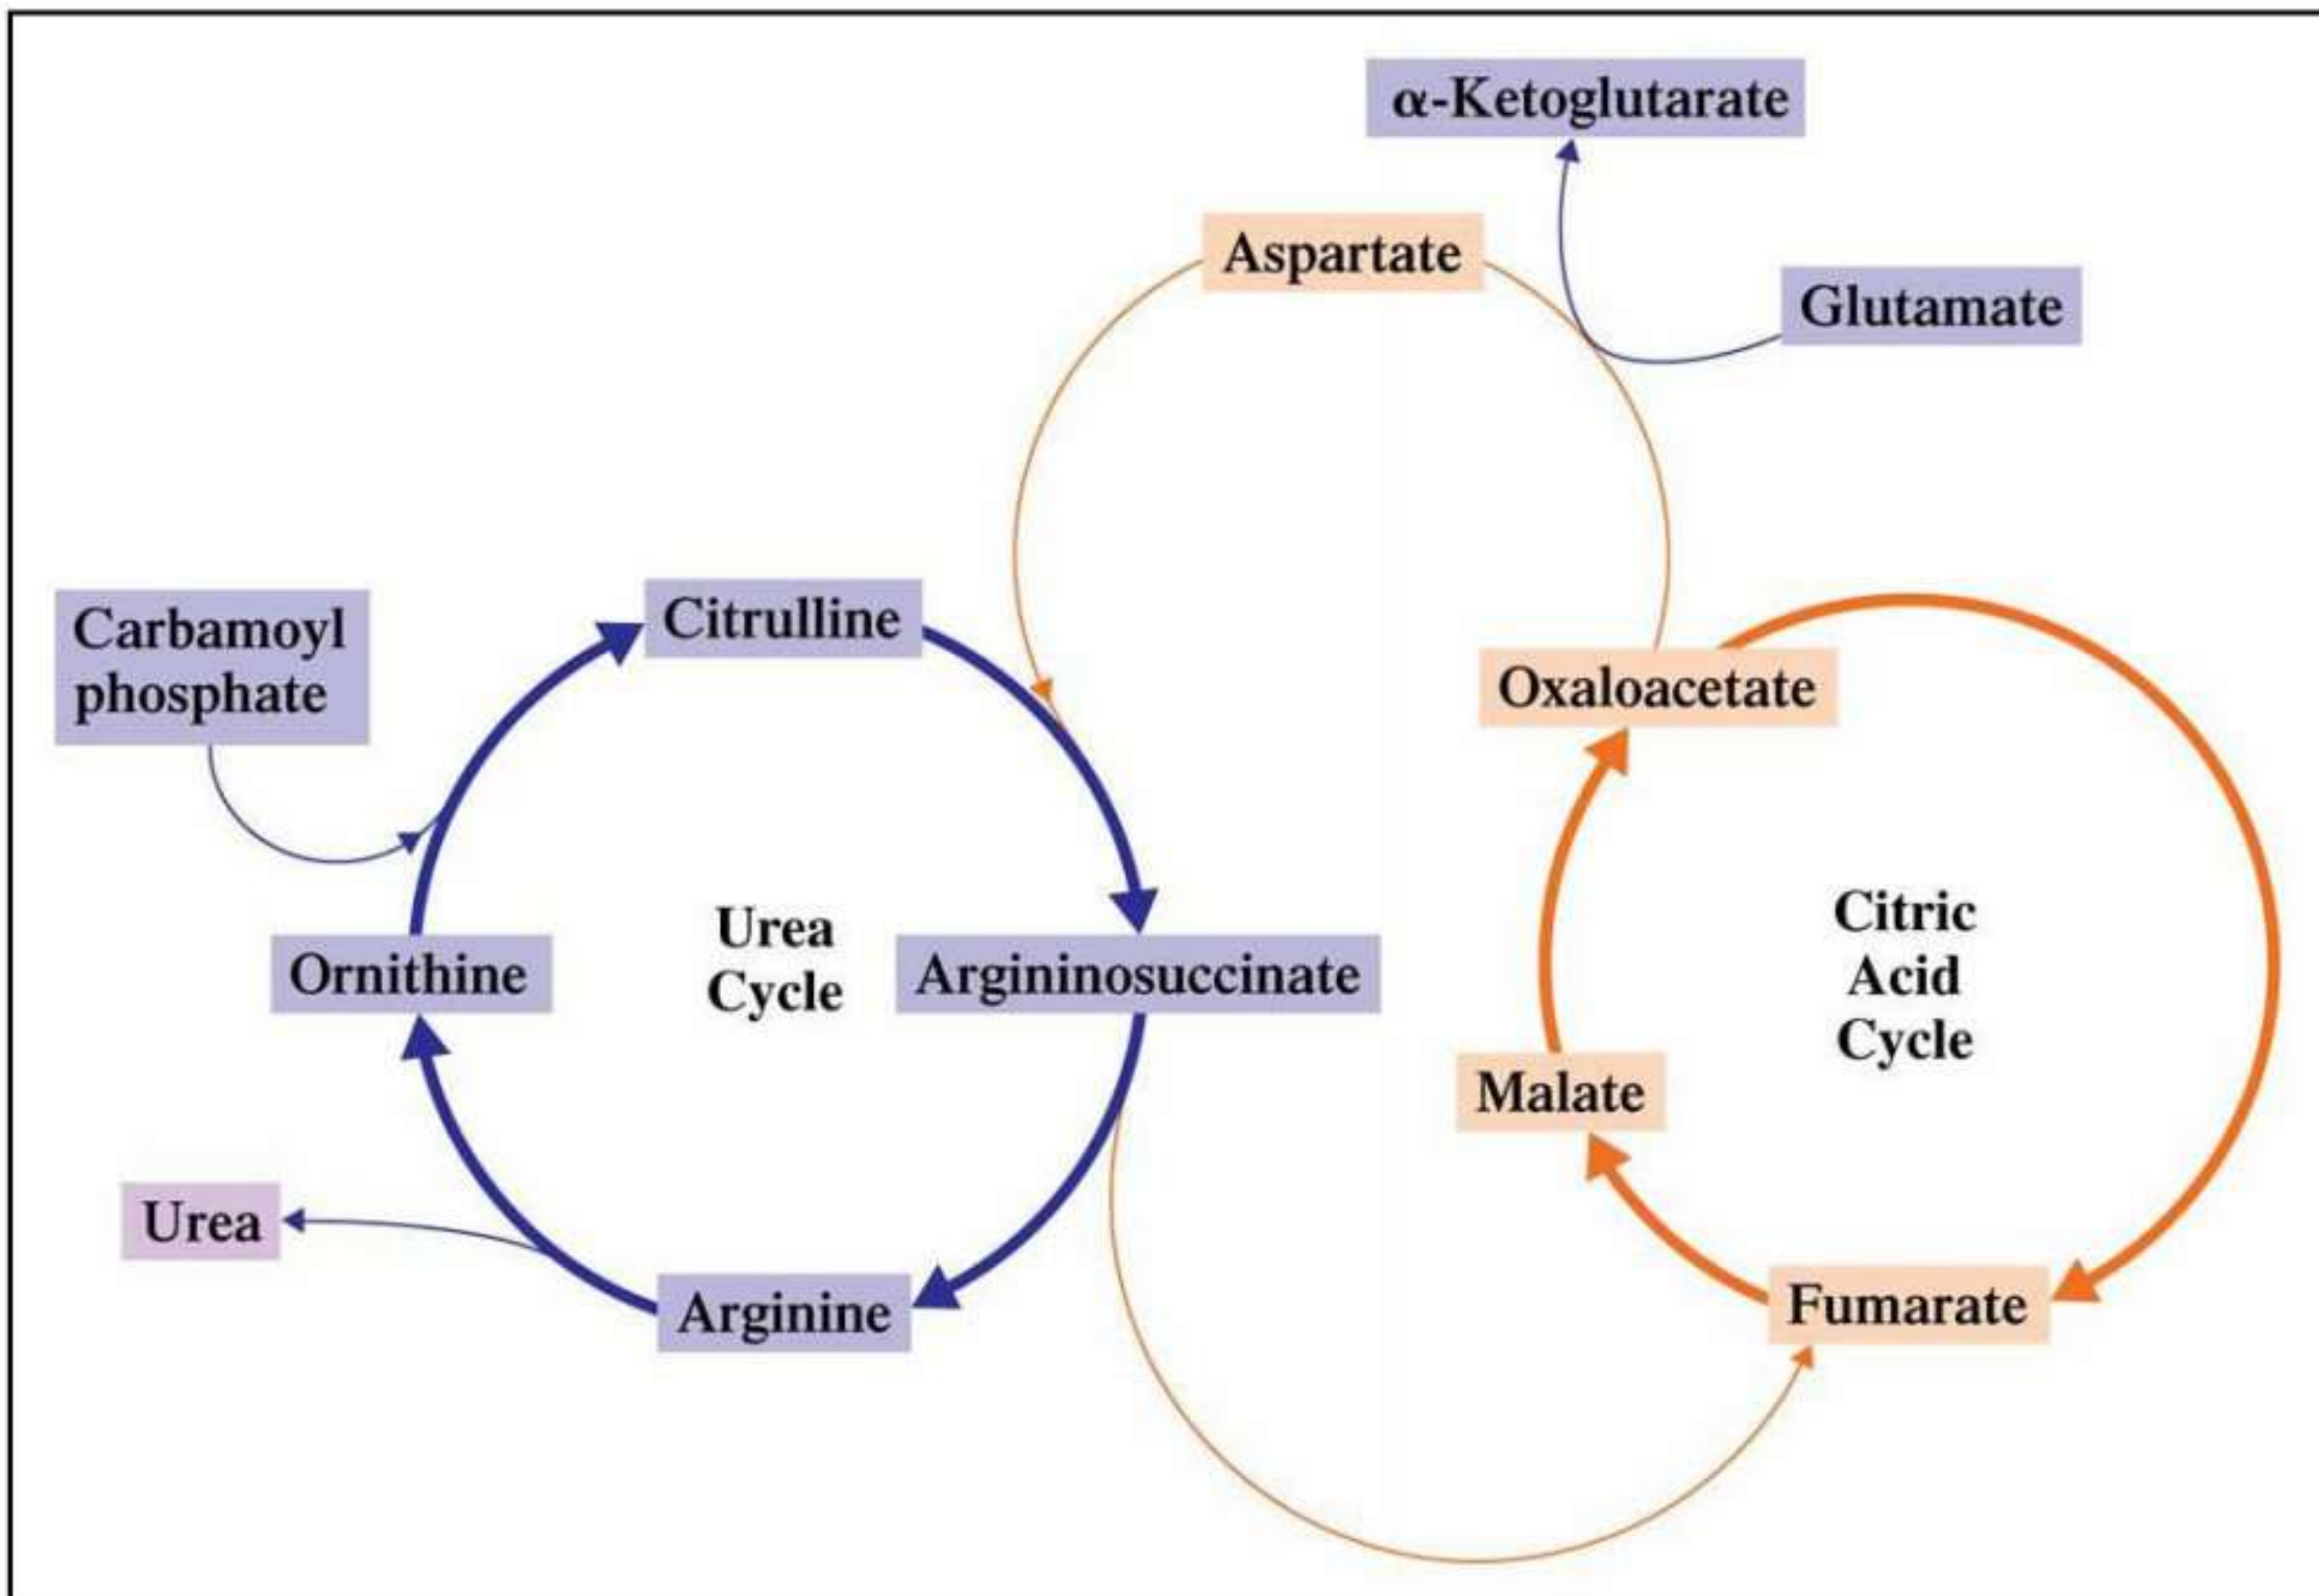 α-Ketoglutarate
Aspartate
Glutamate
Carbamoyl
phosphate
Citrulline
Oxaloacetate
Ornithine
Urea
Cycle
Argininosuccinate
Citric
Acid
Cycle
Malate
Urea
Arginine
Fumarate